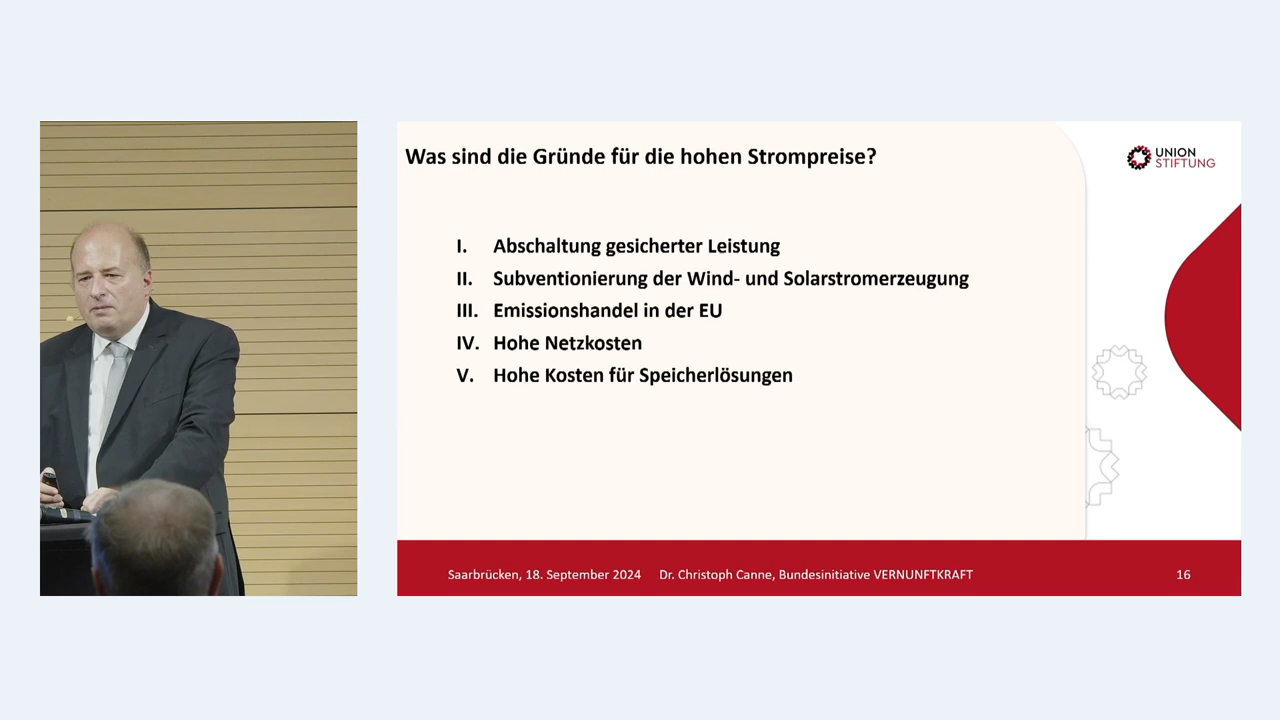 Was sind die Gründe für die hohen Strompreise?
UNION
STIFTUNG
I. Abschaltung gesicherter Leistung
II. Subventionierung der Wind- und Solarstromerzeugung
III. Emissionshandel in der EU
IV. Hohe Netzkosten
V. Hohe Kosten für Speicherlösungen
Saarbrücken, 18. September 2024 Dr. Christoph Canne, Bundesinitiative VERNUNFTKRAFT 16